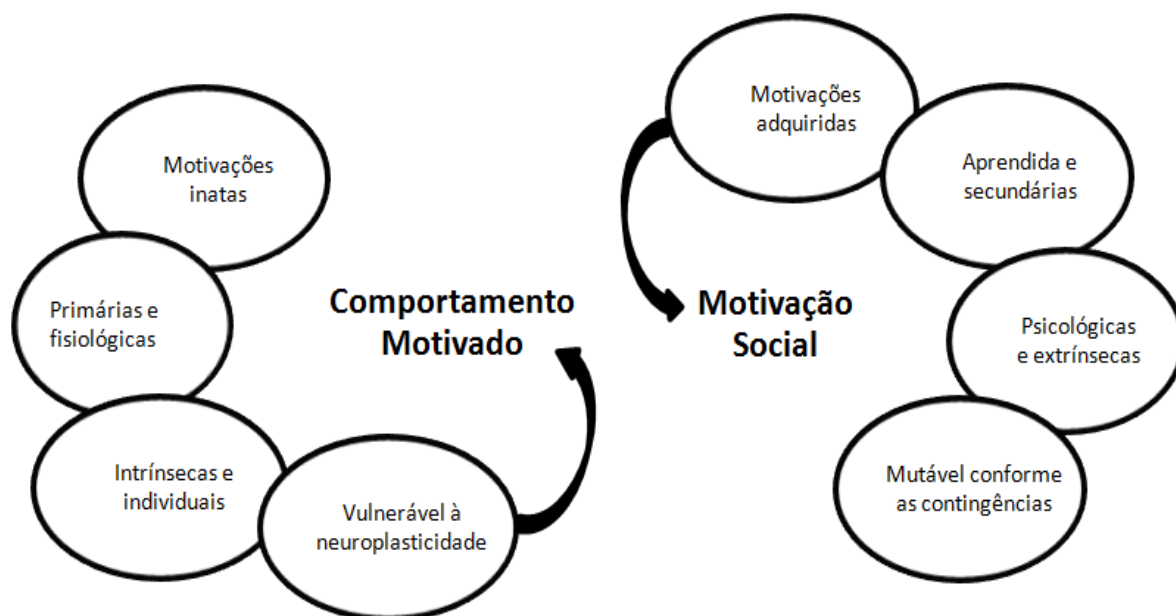 Motivações
inatas
Primárias e
fisiológicas
Intrínsecas e
individuais
Vulnerável à
neuroplasticidade
Comportamento
Motivado
Motivações
adquiridas
Aprendida e
secundárias
Psicológicas
e extrínsecas
Mutável conforme
as contingências
Motivação
Social